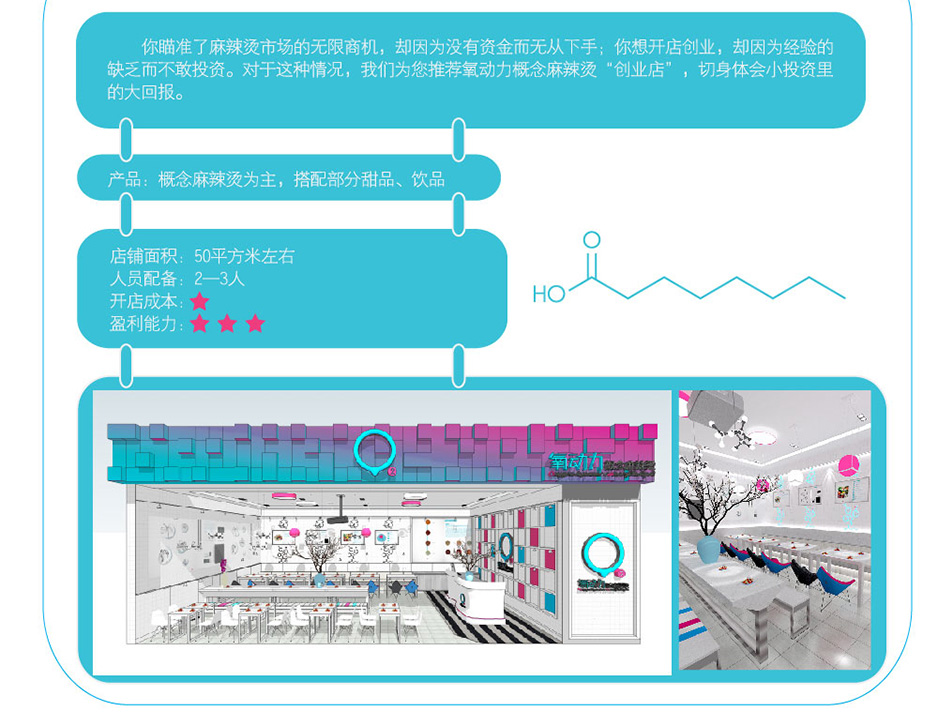 你瞄准了麻辣烫市场的无限商机，却因为没有资金而无从下手；你想开店创业，却因为经验的
缺乏而不敢投资。对于这种情况，我们为您推荐氧动力概念麻辣烫“创业店”，切身体会小投资里
的大回报。
产品：概念麻辣烫为主，搭配部分甜品、饮品
店铺面积：50平方米左右
人员配备：2—3人
开店成本：
盈利能力：
O
HO
氧动力
氧动力